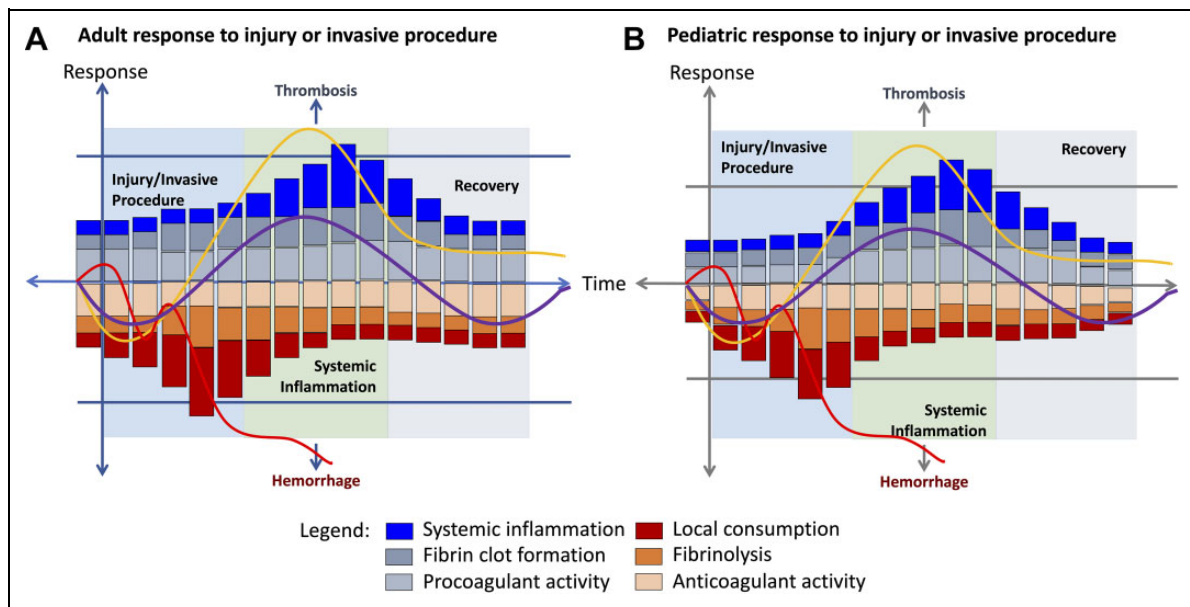 A Adult response to injury or invasive procedure
Response
Thrombosis
Injury/Invasive
Procedure
Recovery
Time
Systemic
Inflammation
Hemorrhage
B Pediatric response to injury or invasive procedure
Response
Thrombosis
Injury/Invasive
Procedure
Recovery
Systemic
Inflammation
Hemorrhage
Legend:
Systemic inflammation
Local consumption
Fibrin clot formation
Fibrinolysis
Procoagulant activity
Anticoagulant activity